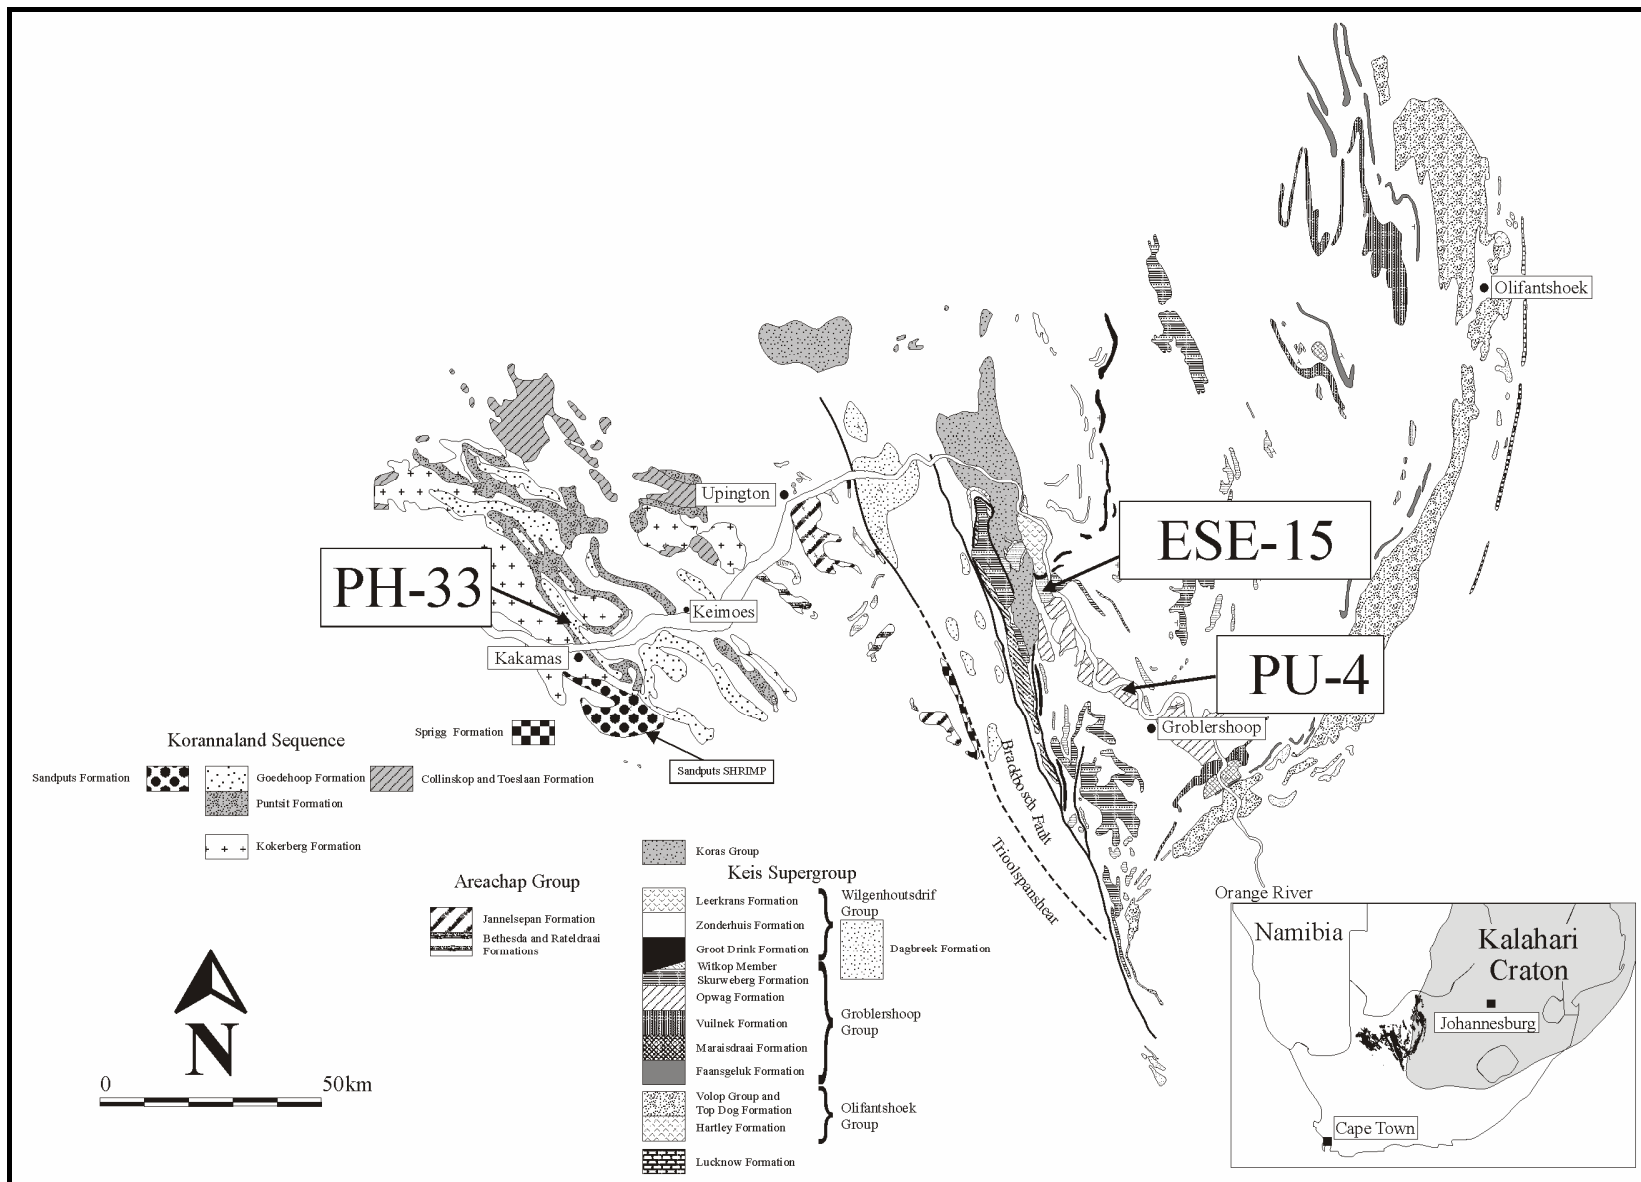 Olifantshoek
Upington
ESE-15
PH-33
Keimoes
Kakamas
PU-4
Groblershoop
Sprigg Formation
Korannaland Sequence
Sandputs Formation
Goedehoop Formation
Collinskop and Toeslaan Formation
Puntsit Formation
Kokerberg Formation
Sandputs SHRIMP
Brackbosch Fault
Trioolspanshear
Areachap Group
Jannelsepan Formation
Bethesda and Rateldraai
Formations
Koras Group
Keis Supergroup
Leerkrans Formation
Zonderhuis Formation
Groot Drink Formation
Witkop Member
Skurweberg Formation
Opwag Formation
Vuilnek Formation
Maraisdraai Formation
Faansgeluk Formation
Volop Group and
Top Dog Formation
Hartley Formation
Lucknow Formation
Wilgenhoutsdrif
Group
Dagbreek Formation
Groblershoop
Group
Olifantshoek
Group
N
0
50km
Orange River
Namibia
Kalahari
Craton
Johannesburg
Cape Town